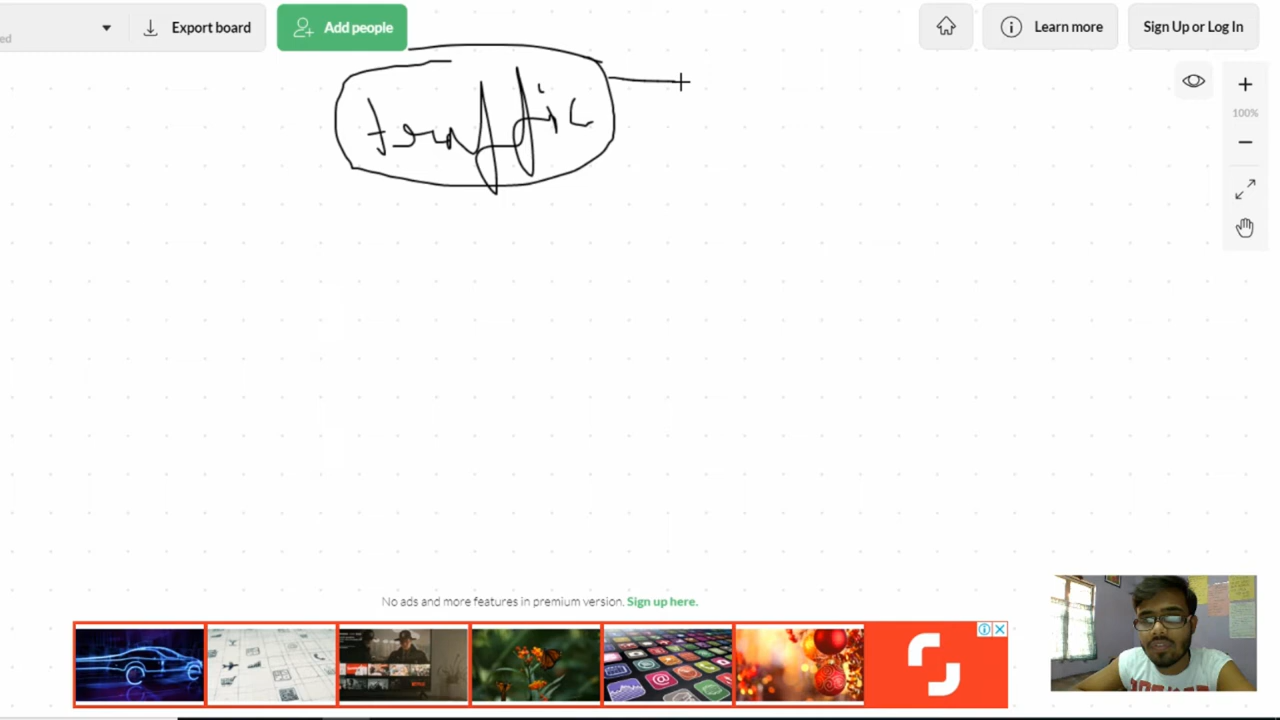 ed
Export board
Add people
Learn more
Sign Up or Log In
100%
traffic
No ads and more features in premium version. Sign up here.